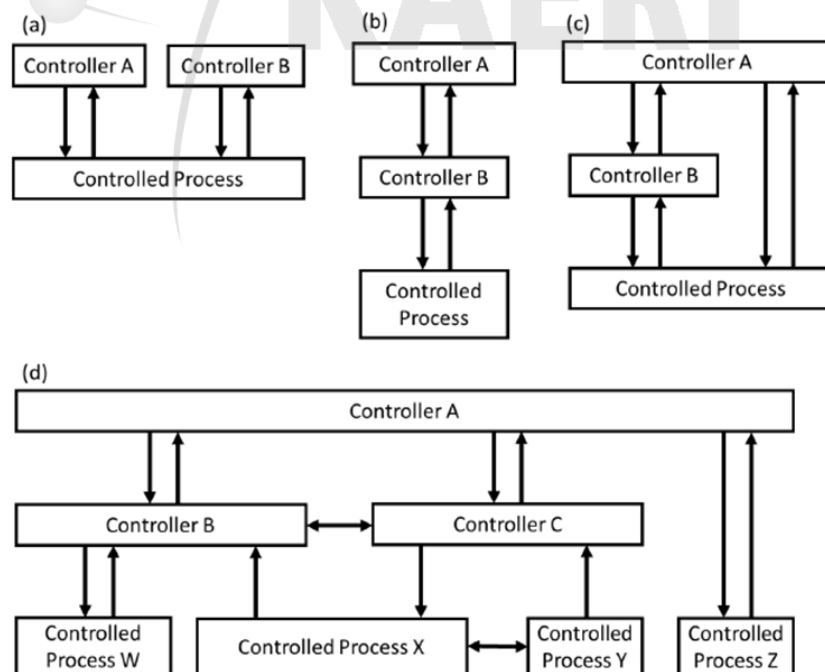 KAERI
(a)
Controller A
Controller B
Controlled Process
(b)
Controller A
Controller B
Controlled
Process
(c)
Controller A
Controller B
Controlled Process
(d)
Controller A
Controller B
Controller C
Controlled
Process W
Controlled Process X
Controlled
Process Y
Controlled
Process Z